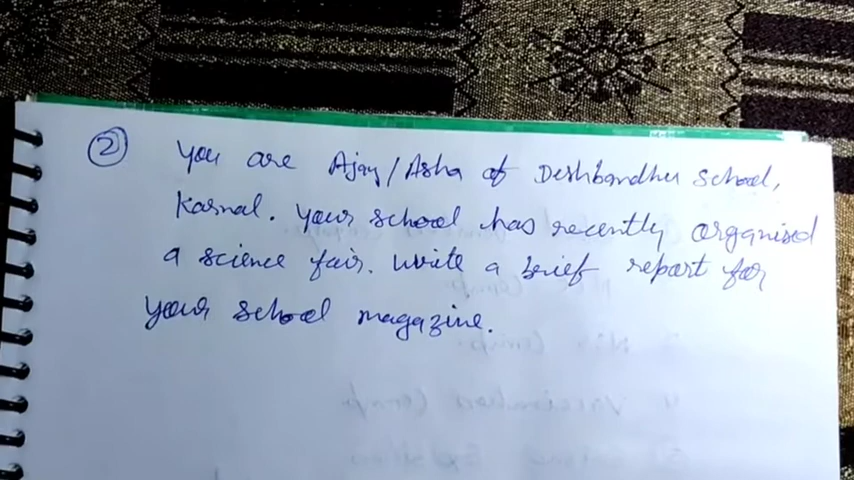 ② You are Ajay/Asha of Deshbandhu school,
Karnal. Your school has recently organised
a science fair. Write a brief report for
your school magazine.